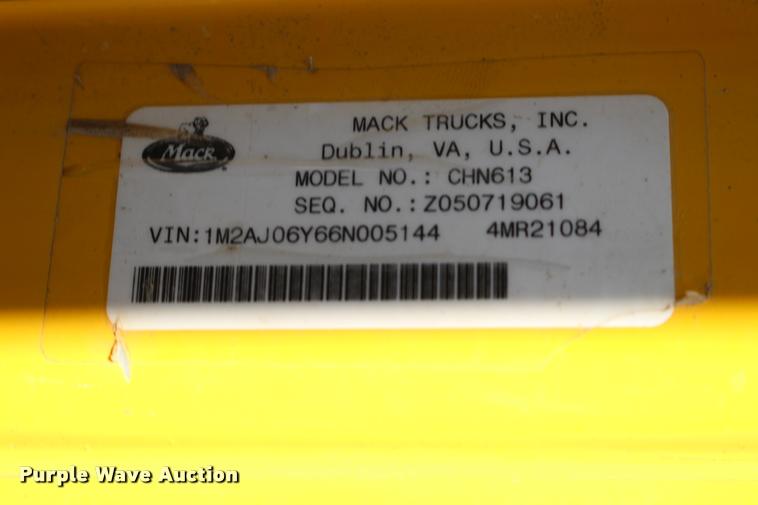 Mack
MACK TRUCKS, INC.
Dublin, VA, U.S.A.
MODEL NO.: CHN613
SEQ. NO.: Z050719061
VIN:1M2AJ06Y66N005144 4MR21084
Purple Wave Auction